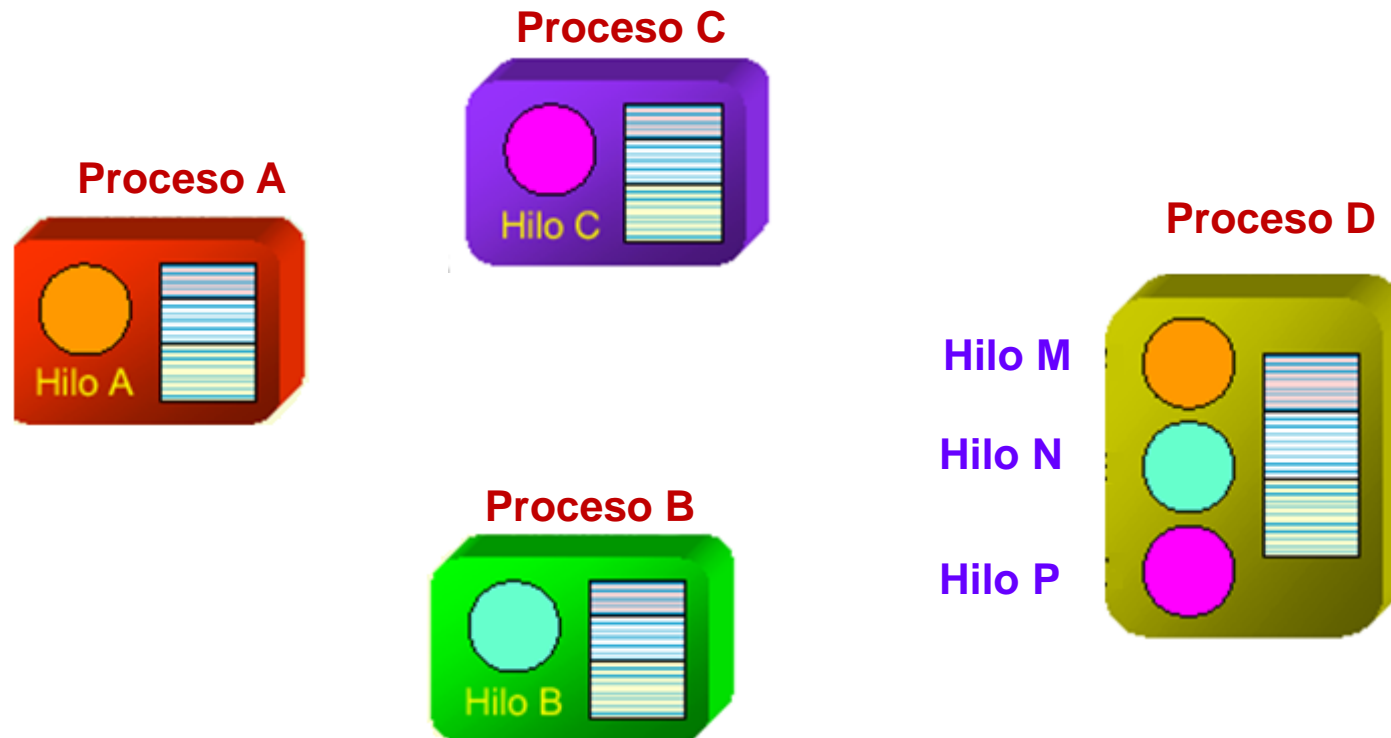 Proceso C
Hilo C
Proceso A
Hilo A
Proceso D
Hilo M
Hilo N
Hilo P
Proceso B
Hilo B